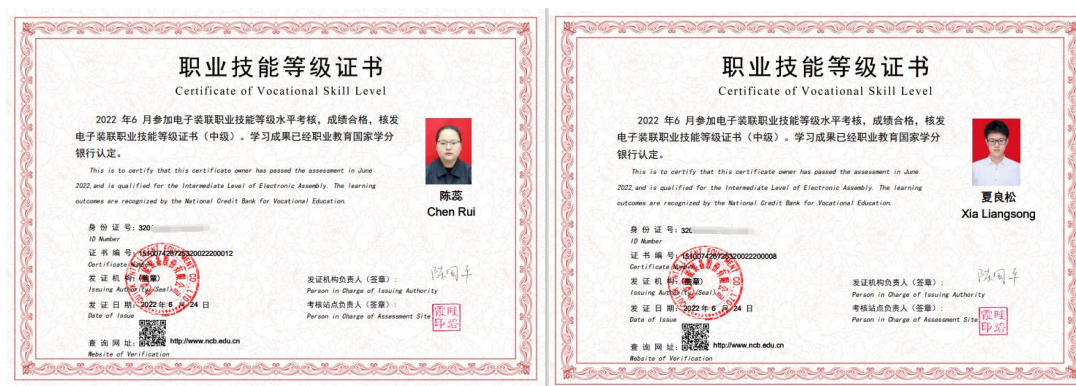 职业技能等级证书
Certificate of Vocational Skill Level
2022 年6 月参加电子装联职业技能等级水平考核，成绩合格，核发
电子装联职业技能等级证书（中级）。学习成果已经职业教育国家学分
银行认定。
This is to certify that this certificate owner has passed the assessment in June
2022, and is qualified for the Intermediate Level of Electronic Assembly. The learning
outcomes are recognized by the National Credit Bank for Vocational Education.
陈蕊
Chen Rui
身 份 证 号：320
ID Number
证 书 编 号：
Certificate Number
发 证 机 构：（盖章）
Issuing Authority (Seal)
发 证 日 期：2022 年 6 月 24 日
Date of Issue
查 询 网 址：http://www.ncb.edu.cn
Website of Verification
发证机构负责人（签章）：
Person in Charge of Issuing Authority
考核站点负责人（签章）：
Person in Charge of Assessment Site
职业技能等级证书
Certificate of Vocational Skill Level
2022 年6 月参加电子装联职业技能等级水平考核，成绩合格，核发
电子装联职业技能等级证书（中级）。学习成果已经职业教育国家学分
银行认定。
This is to certify that this certificate owner has passed the assessment in June
2022, and is qualified for the Intermediate Level of Electronic Assembly. The learning
outcomes are recognized by the National Credit Bank for Vocational Education.
夏良松
Xia Liangsong
身 份 证 号：32
ID Number
证 书 编 号：
Certificate Number
发 证 机 构：（盖章）
Issuing Authority (Seal)
发 证 日 期：2022 年 6 月 24 日
Date of Issue
查 询 网 址：http://www.ncb.edu.cn
Website of Verification
发证机构负责人（签章）：
Person in Charge of Issuing Authority
考核站点负责人（签章）：
Person in Charge of Assessment Site